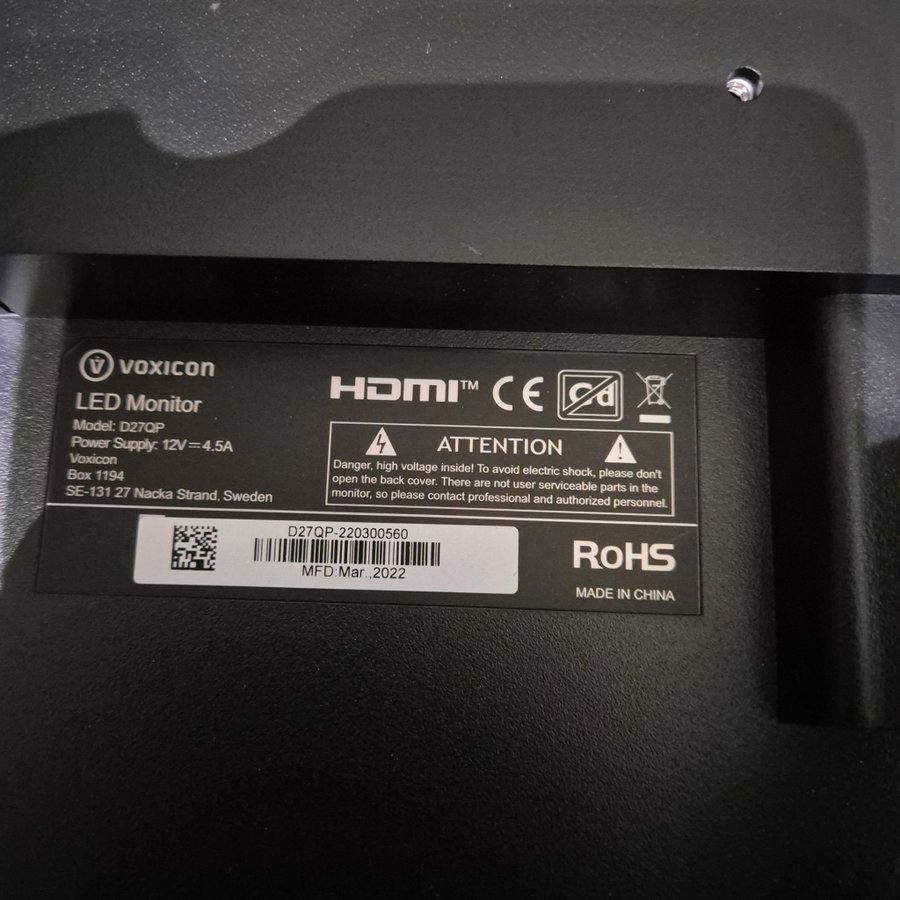 VOXICON
LED Monitor
Model: D27QP
Power Supply: 12V⎓4.5A
Voxicon
Box 1194
SE-131 27 Nacka Strand, Sweden
HDMI™ CE Cd
ATTENTION
Danger, high voltage inside! To avoid electric shock, please don't
open the back cover. There are not user serviceable parts in the
monitor, so please contact professional and authorized personnel.
D27QP-220300560
MFD:Mar.,2022
RoHS
MADE IN CHINA